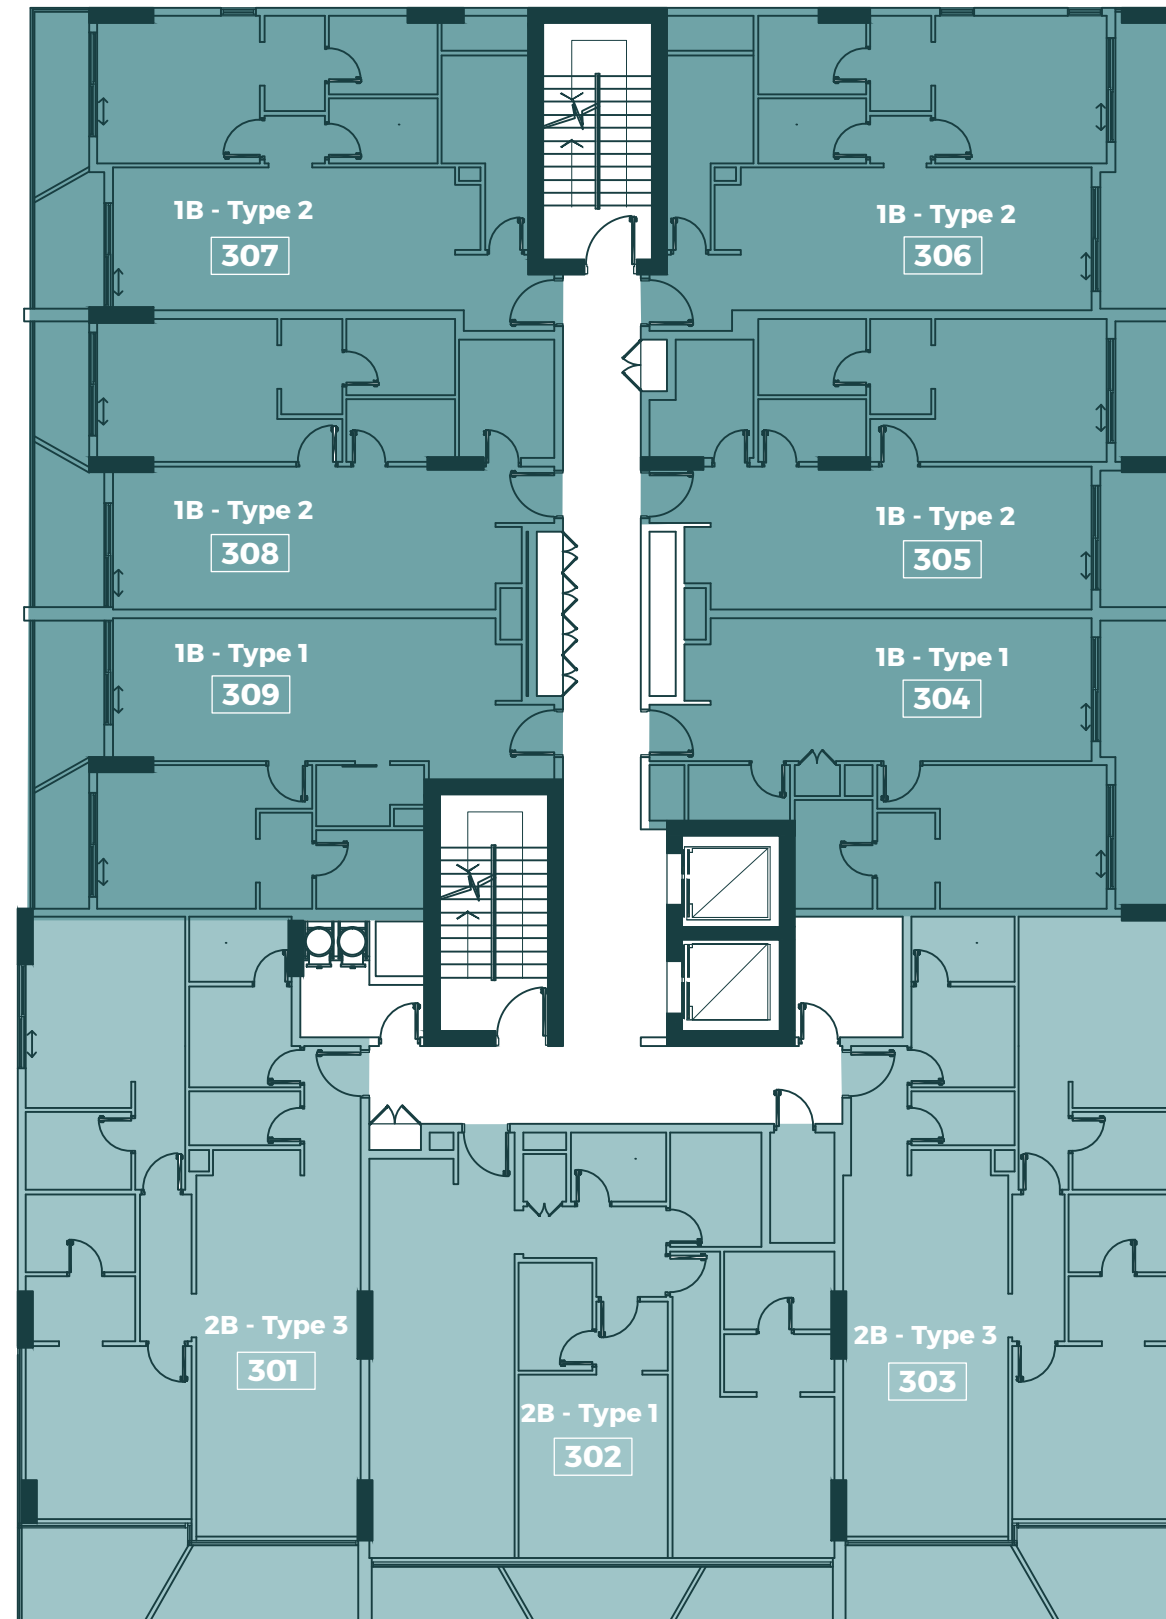 1B - Type 2
307
1B - Type 2
306
1B - Type 2
308
1B - Type 2
305
1B - Type 1
309
1B - Type 1
304
2B - Type 3
301
2B - Type 3
303
2B - Type 1
302